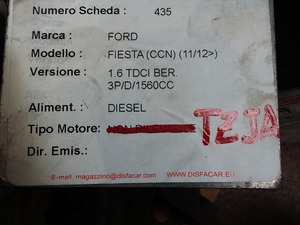 Numero Scheda : 435
Marca : FORD
Modello : FIESTA (CCN) (11/12>)
Versione : 1.6 TDCI BER.
3P/D/1560CC
Aliment. : DIESEL
Tipo Motore: TZJA
Dir. Emis.:
E-mail magazzino@disfacar.com WWW.DISFACAR.EU